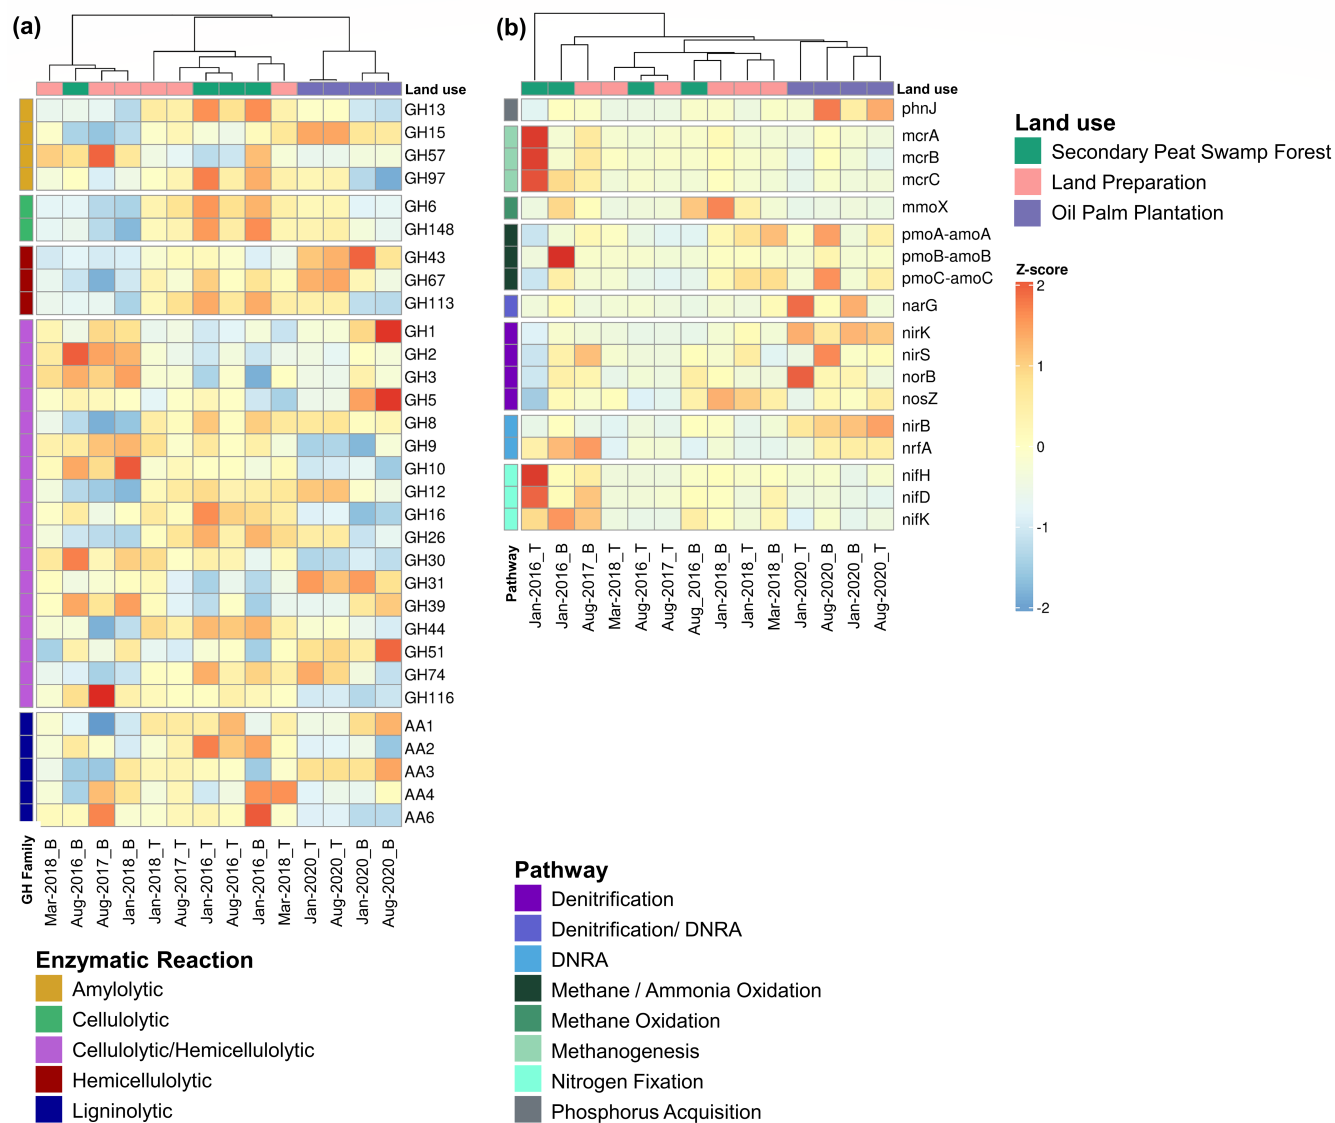 (a)
Land use
GH13
GH15
GH57
GH97
GH6
GH148
GH43
GH67
GH113
GH1
GH2
GH3
GH5
GH8
GH9
GH10
GH12
GH16
GH26
GH30
GH31
GH39
GH44
GH51
GH74
GH116
AA1
AA2
AA3
AA4
AA6
GH Family
Mar-2018_B
Aug-2016_B
Aug-2017_B
Jan-2018_B
Jan-2018_T
Aug-2017_T
Jan-2016_T
Aug-2016_T
Jan-2016_B
Mar-2018_T
Jan-2020_T
Aug-2020_T
Jan-2020_B
Aug-2020_B
Enzymatic Reaction
Amylolytic
Cellulolytic
Cellulolytic/Hemicellulolytic
Hemicellulolytic
Ligninolytic
(b)
Land use
phnJ
mcrA
mcrB
mcrC
mmoX
pmoA-amoA
pmoB-amoB
pmoC-amoC
narG
nirK
nirS
norB
nosZ
nirB
nrfA
nifH
nifD
nifK
Pathway
Jan-2016_T
Jan-2016_B
Aug-2017_B
Mar-2018_T
Aug-2016_T
Aug-2017_T
Aug_2016_B
Jan-2018_B
Jan-2018_T
Mar-2018_B
Jan-2020_T
Aug-2020_B
Jan-2020_B
Aug-2020_T
Land use
Secondary Peat Swamp Forest
Land Preparation
Oil Palm Plantation
Z-score
2
1
0
-1
-2
Pathway
Denitrification
Denitrification/ DNRA
DNRA
Methane / Ammonia Oxidation
Methane Oxidation
Methanogenesis
Nitrogen Fixation
Phosphorus Acquisition